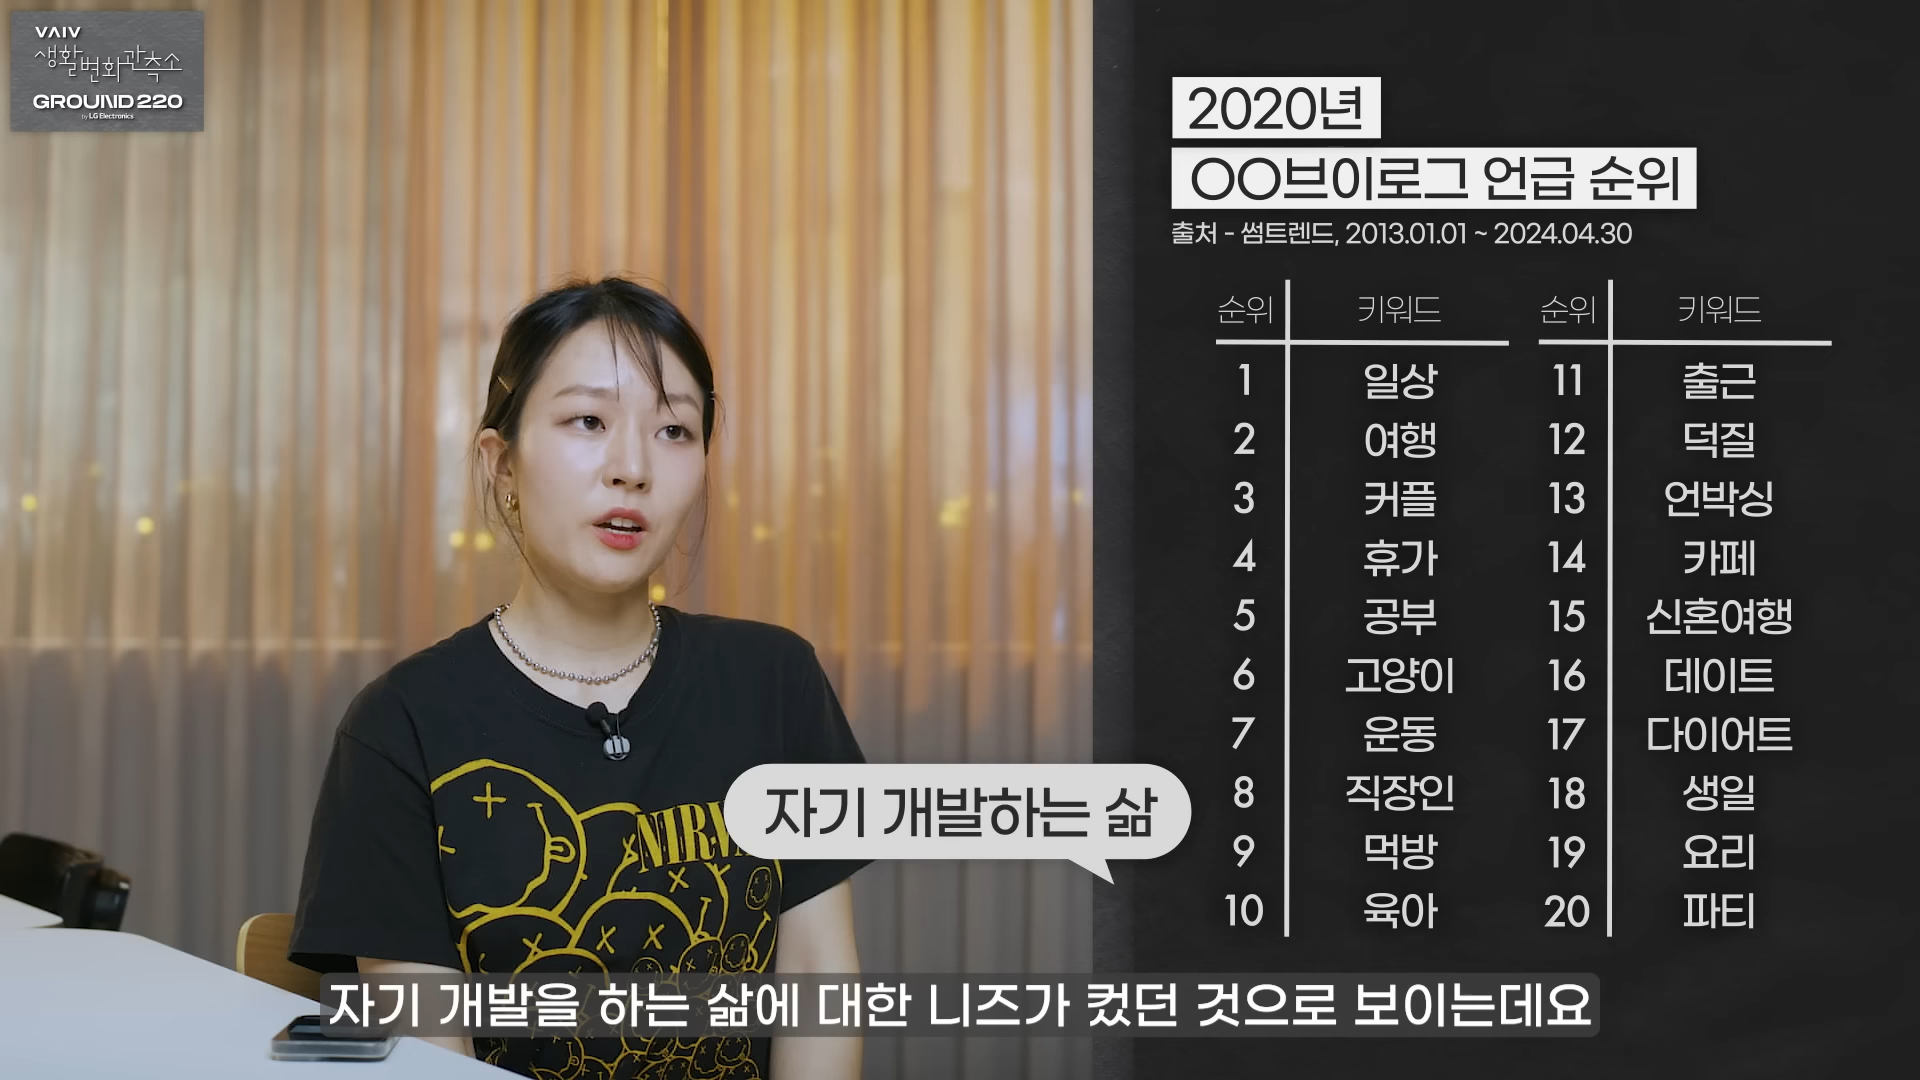 VAIV
생활변화관측소
GROUND220
by LG Electronics
2020년
OO브이로그 언급 순위
출처 - 썸트렌드, 2013.01.01 ~ 2024.04.30
순위 키워드 순위 키워드
1 일상 11 출근
2 여행 12 덕질
3 커플 13 언박싱
4 휴가 14 카페
5 공부 15 신혼여행
6 고양이 16 데이트
7 운동 17 다이어트
8 직장인 18 생일
9 먹방 19 요리
10 육아 20 파티
자기 개발하는 삶
자기 개발을 하는 삶에 대한 니즈가 컸던 것으로 보이는데요